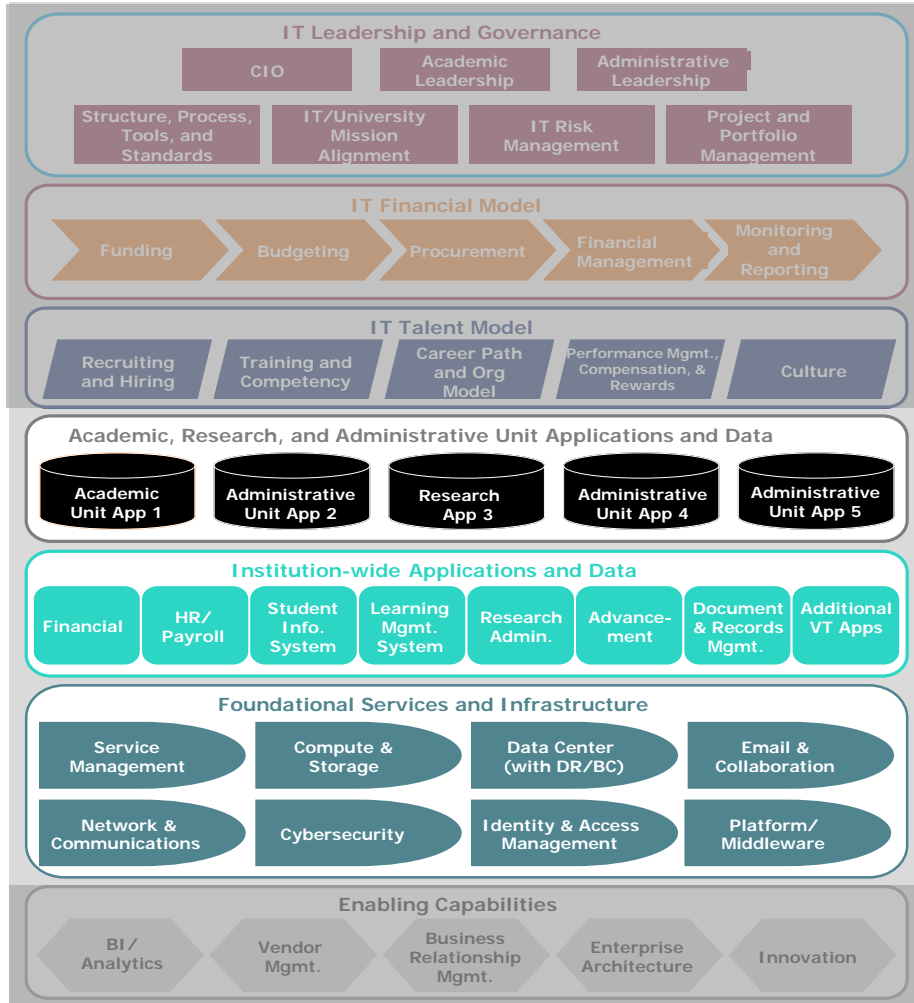 IT Leadership and Governance
CIO
Academic
Leadership
Administrative
Leadership
Structure, Process,
Tools, and
Standards
IT/University
Mission
Alignment
IT Risk
Management
Project and
Portfolio
Management
IT Financial Model
Funding
Budgeting
Procurement
Financial
Management
Monitoring
and
Reporting
IT Talent Model
Recruiting
and Hiring
Training and
Competency
Career Path
and Org
Model
Performance Mgmt.,
Compensation, &
Rewards
Culture
Academic, Research, and Administrative Unit Applications and Data
Academic
Unit App 1
Administrative
Unit App 2
Research
App 3
Administrative
Unit App 4
Administrative
Unit App 5
Institution-wide Applications and Data
Financial
HR/
Payroll
Student
Info.
System
Learning
Mgmt.
System
Research
Admin.
Advance-
ment
Document
& Records
Mgmt.
Additional
VT Apps
Foundational Services and Infrastructure
Service
Management
Compute &
Storage
Data Center
(with DR/BC)
Email &
Collaboration
Network &
Communications
Cybersecurity
Identity & Access
Management
Platform/
Middleware
Enabling Capabilities
BI/
Analytics
Vendor
Mgmt.
Business
Relationship
Mgmt.
Enterprise
Architecture
Innovation